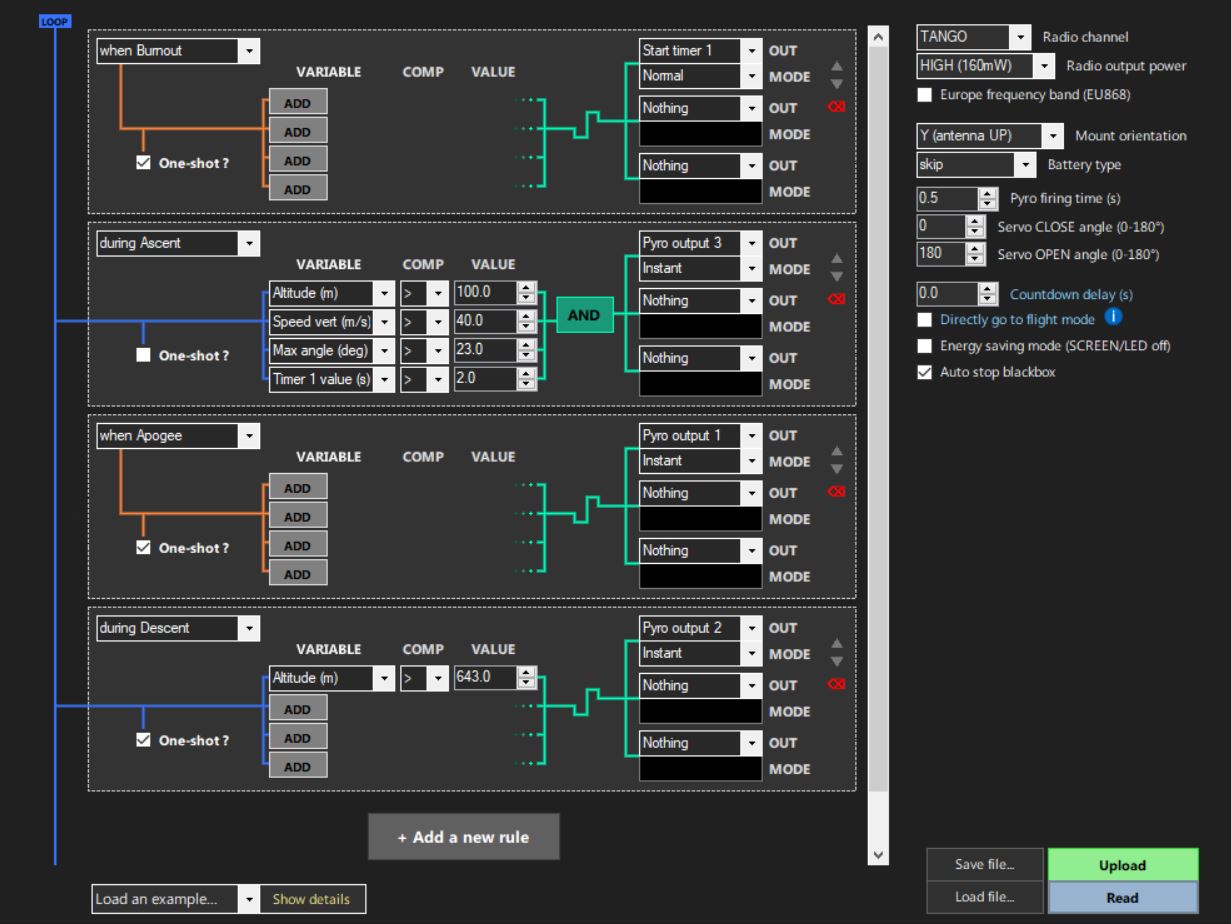 LOOP
when Burnout
VARIABLE COMP VALUE
ADD
ADD
ADD
ADD
One-shot ?
Start timer 1 OUT
Normal MODE
Nothing OUT
MODE
Nothing OUT
MODE
during Ascent
VARIABLE COMP VALUE
Altitude (m) > 100.0
Speed vert (m/s) > 40.0
Max angle (deg) > 23.0
Timer 1 value (s) > 2.0
One-shot ?
AND
Pyro output 3 OUT
Instant MODE
Nothing OUT
MODE
Nothing OUT
MODE
when Apogee
VARIABLE COMP VALUE
ADD
ADD
ADD
ADD
One-shot ?
Pyro output 1 OUT
Instant MODE
Nothing OUT
MODE
Nothing OUT
MODE
during Descent
VARIABLE COMP VALUE
Altitude (m) > 643.0
ADD
ADD
ADD
One-shot ?
Pyro output 2 OUT
Instant MODE
Nothing OUT
MODE
Nothing OUT
MODE
+ Add a new rule
Load an example... Show details
TANGO Radio channel
HIGH (160mW) Radio output power
Europe frequency band (EU868)
Y (antenna UP) Mount orientation
skip Battery type
0.5 Pyro firing time (s)
0 Servo CLOSE angle (0-180°)
180 Servo OPEN angle (0-180°)
0.0 Countdown delay (s)
Directly go to flight mode i
Energy saving mode (SCREEN/LED off)
Auto stop blackbox
Save file... Upload
Load file... Read